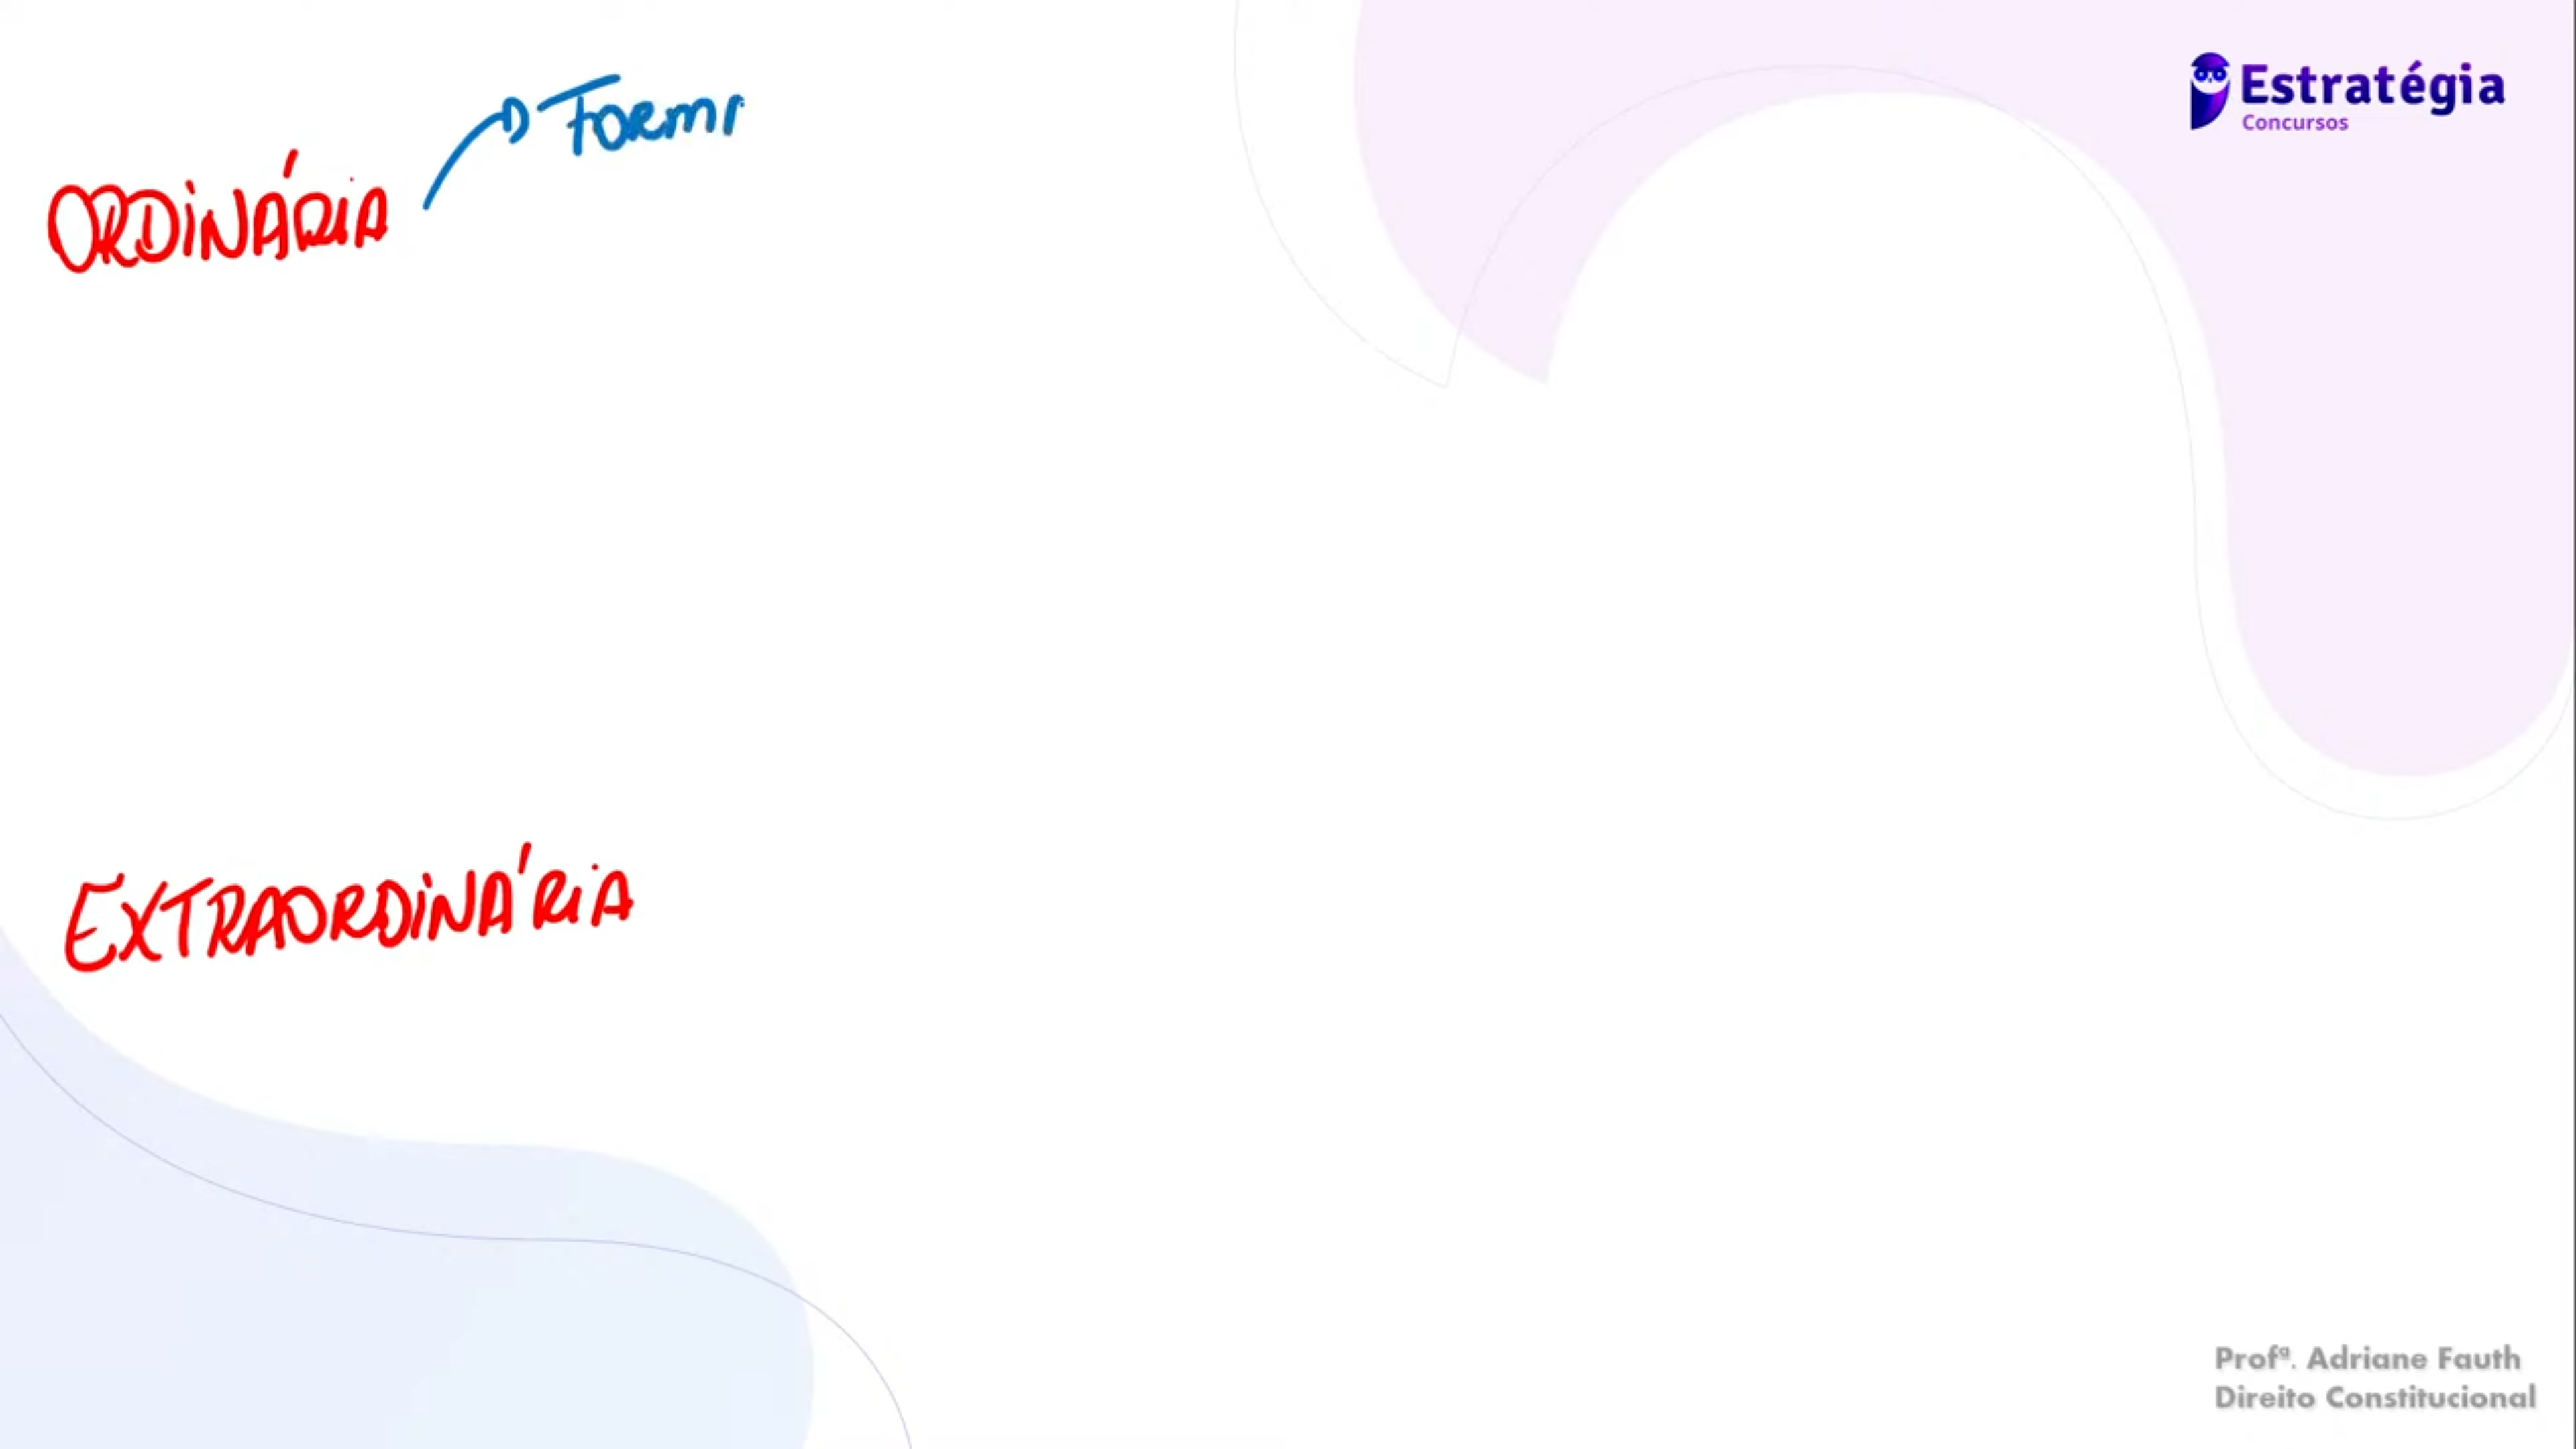 Form
ORDINÁRIA
Estratégia
Concursos
EXTRAORDINÁRIA
Profª. Adriane Fauth
Direito Constitucional